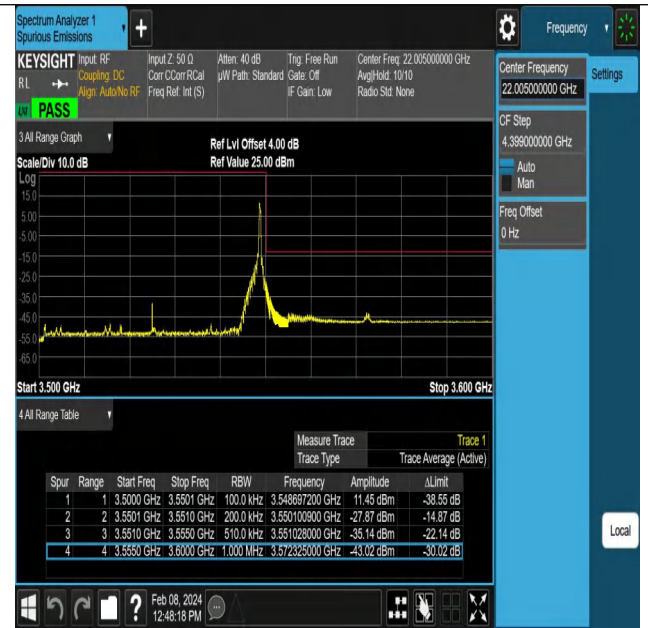 Spectrum Analyzer 1
Spurious Emissions
+
Frequency
KEYSIGHT Input: RF Input Z: 50 Ω Atten: 40 dB Trig: Free Run Center Freq: 22.005000000 GHz
RL Coupling: DC Corr CCorr RCal µW Path: Standard Gate: Off Avg|Hold: 10/10
Align: Auto/No RF Freq Ref: Int (S) IF Gain: Low Radio Std: None
PASS
Center Frequency
22.005000000 GHz
Settings
CF Step
4.399000000 GHz
Auto
Man
Freq Offset
0 Hz
3 All Range Graph
Ref Lvl Offset 4.00 dB
Scale/Div 10.0 dB Ref Value 25.00 dBm
Log
15.0
5.00
-5.00
-15.0
-25.0
-35.0
-45.0
-55.0
-65.0
Start 3.500 GHz Stop 3.600 GHz
4 All Range Table
Measure Trace Trace 1
Trace Type Trace Average (Active)
Spur Range Start Freq Stop Freq RBW Frequency Amplitude ΔLimit
1 1 3.5000 GHz 3.5501 GHz 100.0 kHz 3.548697200 GHz 11.45 dBm -38.55 dB
2 2 3.5501 GHz 3.5510 GHz 200.0 kHz 3.550100900 GHz -27.87 dBm -14.87 dB
3 3 3.5510 GHz 3.5550 GHz 510.0 kHz 3.551028000 GHz -35.14 dBm -22.14 dB
4 4 3.5550 GHz 3.6000 GHz 1.000 MHz 3.572325000 GHz -43.02 dBm -30.02 dB
Local
? Feb 08, 2024
12:48:18 PM